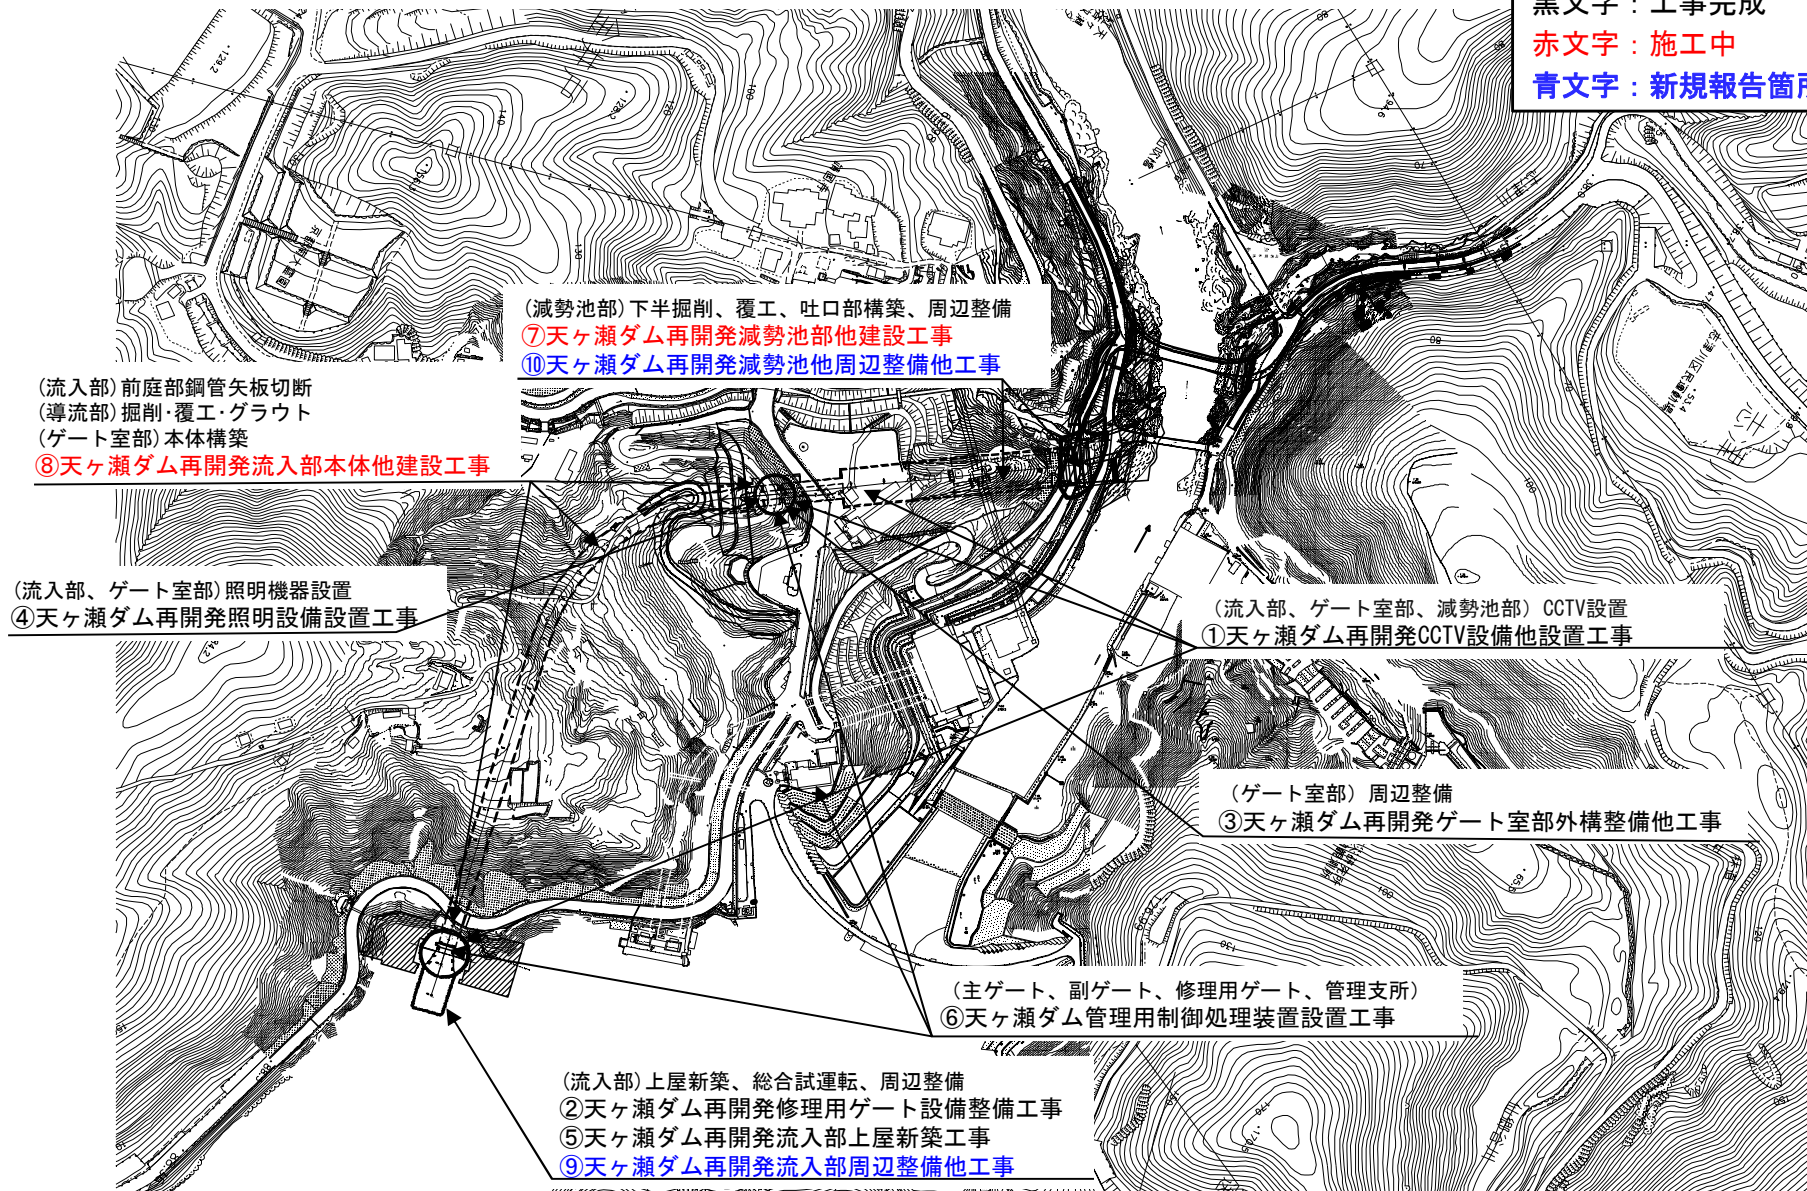 黒文字：工事完成
赤文字：施工中
青文字：新規報告箇所
(減勢池部)下半掘削、覆工、吐口部構築、周辺整備
⑦天ヶ瀬ダム再開発減勢池部他建設工事
⑩天ヶ瀬ダム再開発減勢池他周辺整備他工事
(流入部)前庭部鋼管矢板切断
(導流部)掘削･覆工･グラウト
(ゲート室部)本体構築
⑧天ヶ瀬ダム再開発流入部本体他建設工事
(流入部、ゲート室部)照明機器設置
④天ヶ瀬ダム再開発照明設備設置工事
(流入部、ゲート室部、減勢池部) CCTV設置
①天ヶ瀬ダム再開発CCTV設備他設置工事
(ゲート室部) 周辺整備
③天ヶ瀬ダム再開発ゲート室部外構整備他工事
(主ゲート、副ゲート、修理用ゲート、管理支所)
⑥天ヶ瀬ダム管理用制御処理装置設置工事
(流入部)上屋新築、総合試運転、周辺整備
②天ヶ瀬ダム再開発修理用ゲート設備整備工事
⑤天ヶ瀬ダム再開発流入部上屋新築工事
⑨天ヶ瀬ダム再開発流入部周辺整備他工事
129.2
140
100
120
130
70
80
100
130
120
170